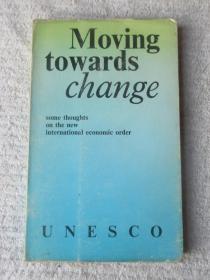 Moving
towards
change
some thoughts
on the new
international economic order
UNESCO